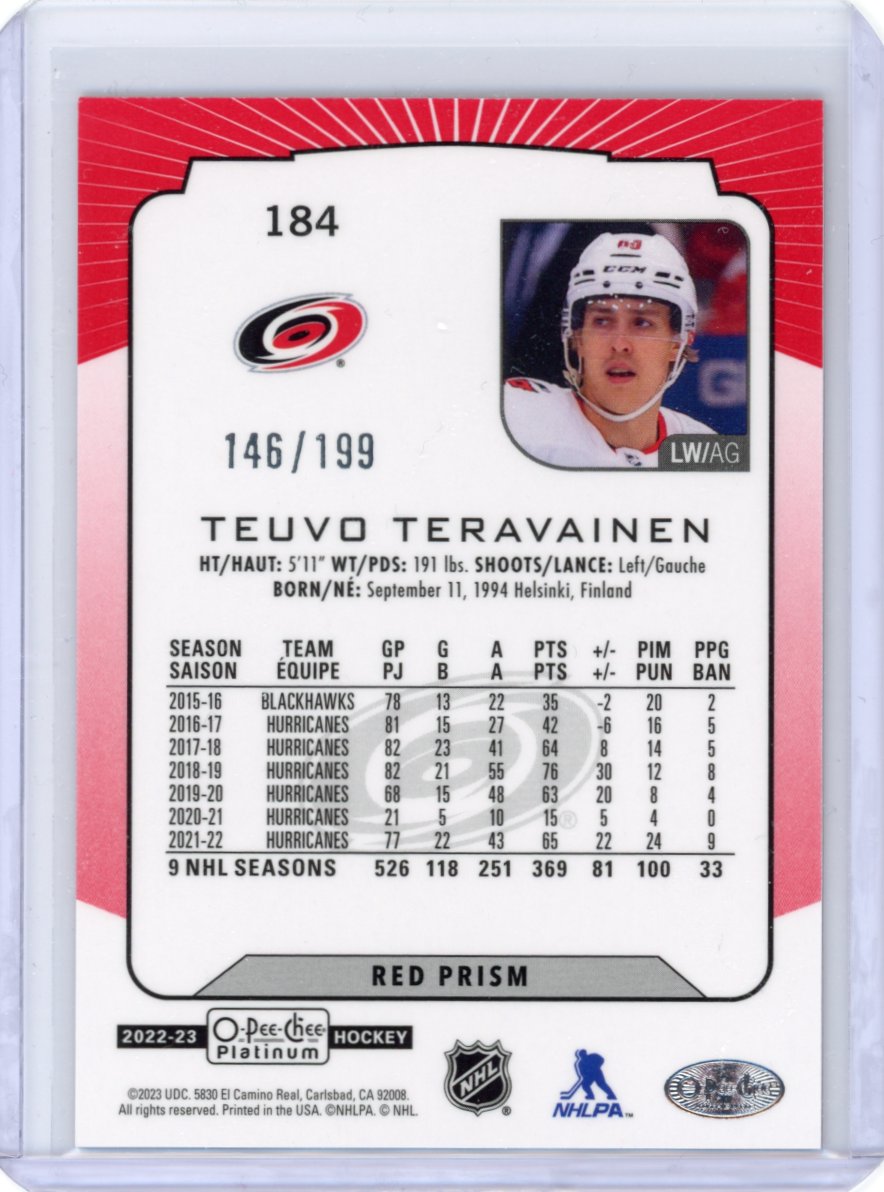 184
146/199
CCM
LW/AG
TEUVO TERAVAINEN
HT/HAUT: 5'11" WT/PDS: 191 lbs. SHOOTS/LANCE: Left/Gauche
BORN/NÉ: September 11, 1994 Helsinki, Finland
SEASON TEAM GP G A PTS +/- PIM PPG
SAISON ÉQUIPE PJ B A PTS +/- PUN BAN
2015-16 BLACKHAWKS 78 13 22 35 -2 20 2
2016-17 HURRICANES 81 15 27 42 -6 16 5
2017-18 HURRICANES 82 23 41 64 8 14 5
2018-19 HURRICANES 82 21 55 76 30 12 8
2019-20 HURRICANES 68 15 48 63 20 8 4
2020-21 HURRICANES 21 5 10 15 5 4 0
2021-22 HURRICANES 77 22 43 65 22 24 9
9 NHL SEASONS 526 118 251 369 81 100 33
RED PRISM
2022-23 O-Pee-Chee Platinum HOCKEY
©2023 UDC. 5830 El Camino Real, Carlsbad, CA 92008.
All rights reserved. Printed in the USA. ©NHLPA. © NHL.
NHL ®
NHLPA™
O-Pee-Chee